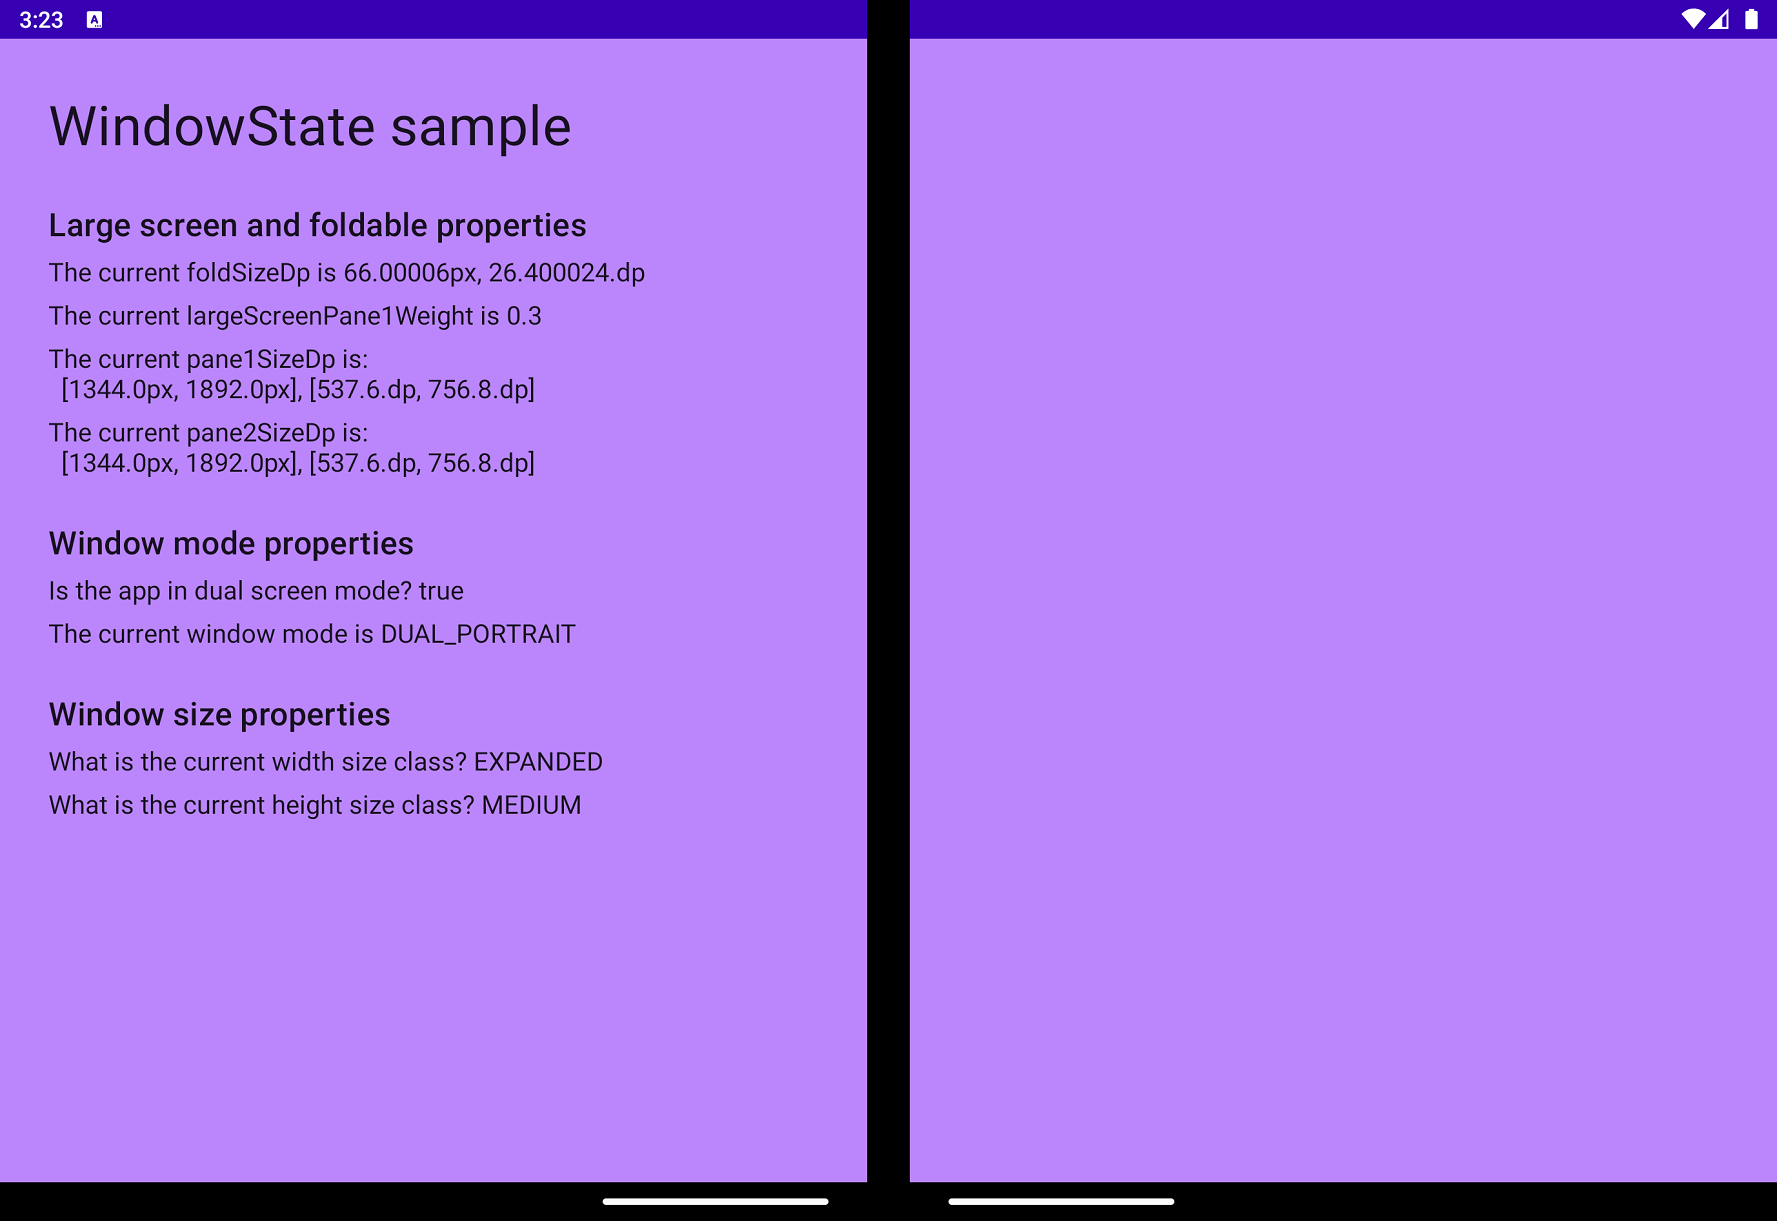 3:23
A
WindowState sample
Large screen and foldable properties
The current foldSizeDp is 66.00006px, 26.400024.dp
The current largeScreenPane1Weight is 0.3
The current pane1SizeDp is:
[1344.0px, 1892.0px], [537.6.dp, 756.8.dp]
The current pane2SizeDp is:
[1344.0px, 1892.0px], [537.6.dp, 756.8.dp]
Window mode properties
Is the app in dual screen mode? true
The current window mode is DUAL_PORTRAIT
Window size properties
What is the current width size class? EXPANDED
What is the current height size class? MEDIUM